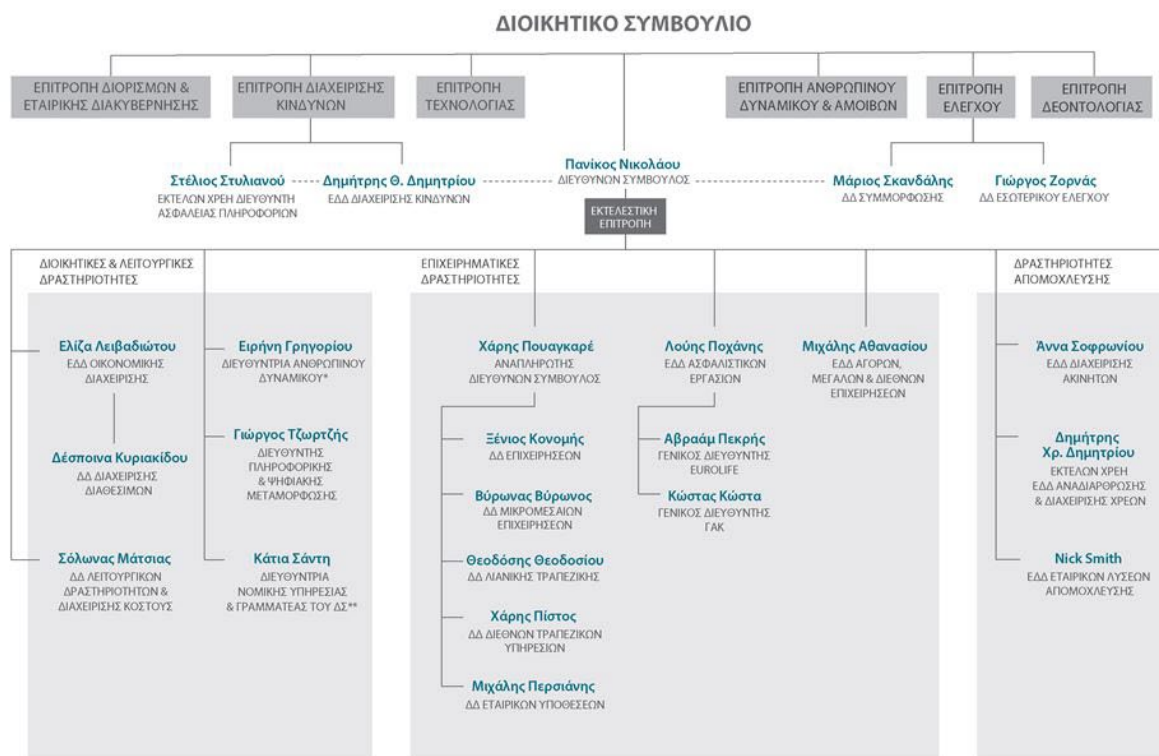 ΔΙΟΙΚΗΤΙΚΟ ΣΥΜΒΟΥΛΙΟ
ΕΠΙΤΡΟΠΗ ΔΙΟΡΙΣΜΩΝ &
ΕΤΑΙΡΙΚΗΣ ΔΙΑΚΥΒΕΡΝΗΣΗΣ
ΕΠΙΤΡΟΠΗ ΔΙΑΧΕΙΡΙΣΗΣ
ΚΙΝΔΥΝΩΝ
ΕΠΙΤΡΟΠΗ
ΤΕΧΝΟΛΟΓΙΑΣ
ΕΠΙΤΡΟΠΗ ΑΝΘΡΩΠΙΝΟΥ
ΔΥΝΑΜΙΚΟΥ & ΑΜΟΙΒΩΝ
ΕΠΙΤΡΟΠΗ
ΕΛΕΓΧΟΥ
ΕΠΙΤΡΟΠΗ
ΔΕΟΝΤΟΛΟΓΙΑΣ
Στέλιος Στυλιανού
ΕΚΤΕΛΩΝ ΧΡΕΗ ΔΙΕΥΘΥΝΤΗ
ΑΣΦΑΛΕΙΑΣ ΠΛΗΡΟΦΟΡΙΩΝ
Δημήτρης Θ. Δημητρίου
ΕΔΔ ΔΙΑΧΕΙΡΙΣΗΣ ΚΙΝΔΥΝΩΝ
Πανίκος Νικολάου
ΔΙΕΥΘΥΝΩΝ ΣΥΜΒΟΥΛΟΣ
Μάριος Σκανδάλης
ΔΔ ΣΥΜΜΟΡΦΩΣΗΣ
Γιώργος Ζορνάς
ΔΔ ΕΣΩΤΕΡΙΚΟΥ ΕΛΕΓΧΟΥ
ΕΚΤΕΛΕΣΤΙΚΗ
ΕΠΙΤΡΟΠΗ
ΔΙΟΙΚΗΤΙΚΕΣ & ΛΕΙΤΟΥΡΓΙΚΕΣ
ΔΡΑΣΤΗΡΙΟΤΗΤΕΣ
Ελίζα Λειβαδιώτου
ΕΔΔ ΟΙΚΟΝΟΜΙΚΗΣ
ΔΙΑΧΕΙΡΙΣΗΣ
Δέσποινα Κυριακίδου
ΔΔ ΔΙΑΧΕΙΡΙΣΗΣ
ΔΙΑΘΕΣΙΜΩΝ
Σόλωνας Μάτσιας
ΔΔ ΛΕΙΤΟΥΡΓΙΚΩΝ
ΔΡΑΣΤΗΡΙΟΤΗΤΩΝ &
ΔΙΑΧΕΙΡΙΣΗΣ ΚΟΣΤΟΥΣ
Ειρήνη Γρηγορίου
ΔΙΕΥΘΥΝΤΡΙΑ ΑΝΘΡΩΠΙΝΟΥ
ΔΥΝΑΜΙΚΟΥ*
Γιώργος Τζωρτζής
ΔΙΕΥΘΥΝΤΗΣ
ΠΛΗΡΟΦΟΡΙΚΗΣ
& ΨΗΦΙΑΚΗΣ
ΜΕΤΑΜΟΡΦΩΣΗΣ
Κάτια Σάντη
ΔΙΕΥΘΥΝΤΡΙΑ
ΝΟΜΙΚΗΣ ΥΠΗΡΕΣΙΑΣ
& ΓΡΑΜΜΑΤΕΑΣ ΤΟΥ ΔΣ**
ΕΠΙΧΕΙΡΗΜΑΤΙΚΕΣ
ΔΡΑΣΤΗΡΙΟΤΗΤΕΣ
Χάρης Πουαγκαρέ
ΑΝΑΠΛΗΡΩΤΗΣ
ΔΙΕΥΘΥΝΩΝ ΣΥΜΒΟΥΛΟΣ
Ξένιος Κονομής
ΔΔ ΕΠΙΧΕΙΡΗΣΕΩΝ
Βύρωνας Βύρωνος
ΔΔ ΜΙΚΡΟΜΕΣΑΙΩΝ
ΕΠΙΧΕΙΡΗΣΕΩΝ
Θεοδόσης Θεοδοσίου
ΔΔ ΛΙΑΝΙΚΗΣ ΤΡΑΠΕΖΙΚΗΣ
Χάρης Πίστος
ΔΔ ΔΙΕΘΝΩΝ ΤΡΑΠΕΖΙΚΩΝ
ΥΠΗΡΕΣΙΩΝ
Μιχάλης Περσιάνης
ΔΔ ΕΤΑΙΡΙΚΩΝ ΥΠΟΘΕΣΕΩΝ
Λούης Ποχάνης
ΕΔΔ ΑΣΦΑΛΙΣΤΙΚΩΝ
ΕΡΓΑΣΙΩΝ
Αβραάμ Πεκρής
ΓΕΝΙΚΟΣ ΔΙΕΥΘΥΝΤΗΣ
EUROLIFE
Κώστας Κώστα
ΓΕΝΙΚΟΣ ΔΙΕΥΘΥΝΤΗΣ
ΓΑΚ
Μιχάλης Αθανασίου
ΕΔΔ ΑΓΟΡΩΝ,
ΜΕΓΑΛΩΝ & ΔΙΕΘΝΩΝ
ΕΠΙΧΕΙΡΗΣΕΩΝ
ΔΡΑΣΤΗΡΙΟΤΗΤΕΣ
ΑΠΟΜΟΧΛΕΥΣΗΣ
Άννα Σοφρωνίου
ΕΔΔ ΔΙΑΧΕΙΡΙΣΗΣ
ΑΚΙΝΗΤΩΝ
Δημήτρης
Χρ. Δημητρίου
ΕΚΤΕΛΩΝ ΧΡΕΗ
ΕΔΔ ΑΝΑΔΙΑΡΘΡΩΣΗΣ
& ΔΙΑΧΕΙΡΙΣΗΣ ΧΡΕΩΝ
Nick Smith
ΕΔΔ ΕΤΑΙΡΙΚΩΝ ΛΥΣΕΩΝ
ΑΠΟΜΟΧΛΕΥΣΗΣ